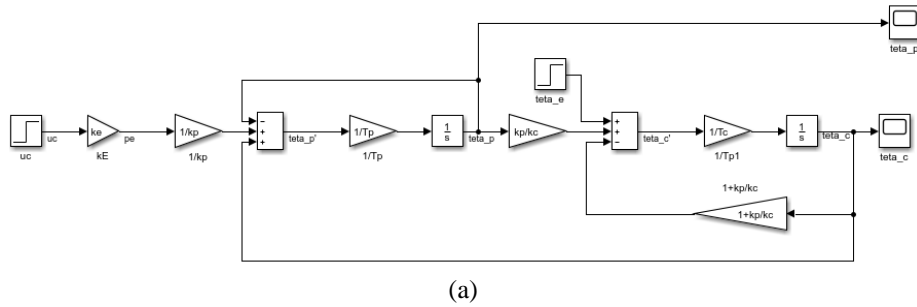 teta_p
teta_e
uc
uc
ke
kE
pe
1/kp
1/kp
−
+
+
teta_p'
1/Tp
1/Tp
1
s
teta_p
kp/kc
+
+
−
teta_c'
1/Tc
1/Tp1
1
s
teta_c
teta_c
1+kp/kc
1+kp/kc
(a)